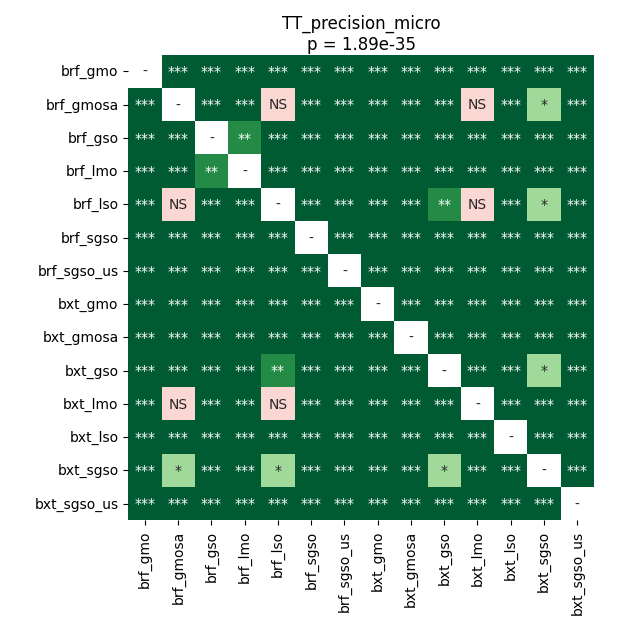 TT_precision_micro
p = 1.89e-35
brf_gmo - *** *** *** *** *** *** *** *** *** *** *** *** ***
brf_gmosa *** - *** *** NS *** *** *** *** *** NS *** * ***
brf_gso *** *** - ** *** *** *** *** *** *** *** *** *** ***
brf_lmo *** *** ** - *** *** *** *** *** *** *** *** *** ***
brf_lso *** NS *** *** - *** *** *** *** ** NS *** * ***
brf_sgso *** *** *** *** *** - *** *** *** *** *** *** *** ***
brf_sgso_us *** *** *** *** *** *** - *** *** *** *** *** *** ***
bxt_gmo *** *** *** *** *** *** *** - *** *** *** *** *** ***
bxt_gmosa *** *** *** *** *** *** *** *** - *** *** *** *** ***
bxt_gso *** *** *** *** ** *** *** *** *** - *** *** * ***
bxt_lmo *** NS *** *** NS *** *** *** *** *** - *** *** ***
bxt_lso *** *** *** *** *** *** *** *** *** *** *** - *** ***
bxt_sgso *** * *** *** * *** *** *** *** * *** *** - ***
bxt_sgso_us *** *** *** *** *** *** *** *** *** *** *** *** *** -
brf_gmo brf_gmosa brf_gso brf_lmo brf_lso brf_sgso brf_sgso_us bxt_gmo bxt_gmosa bxt_gso bxt_lmo bxt_lso bxt_sgso bxt_sgso_us